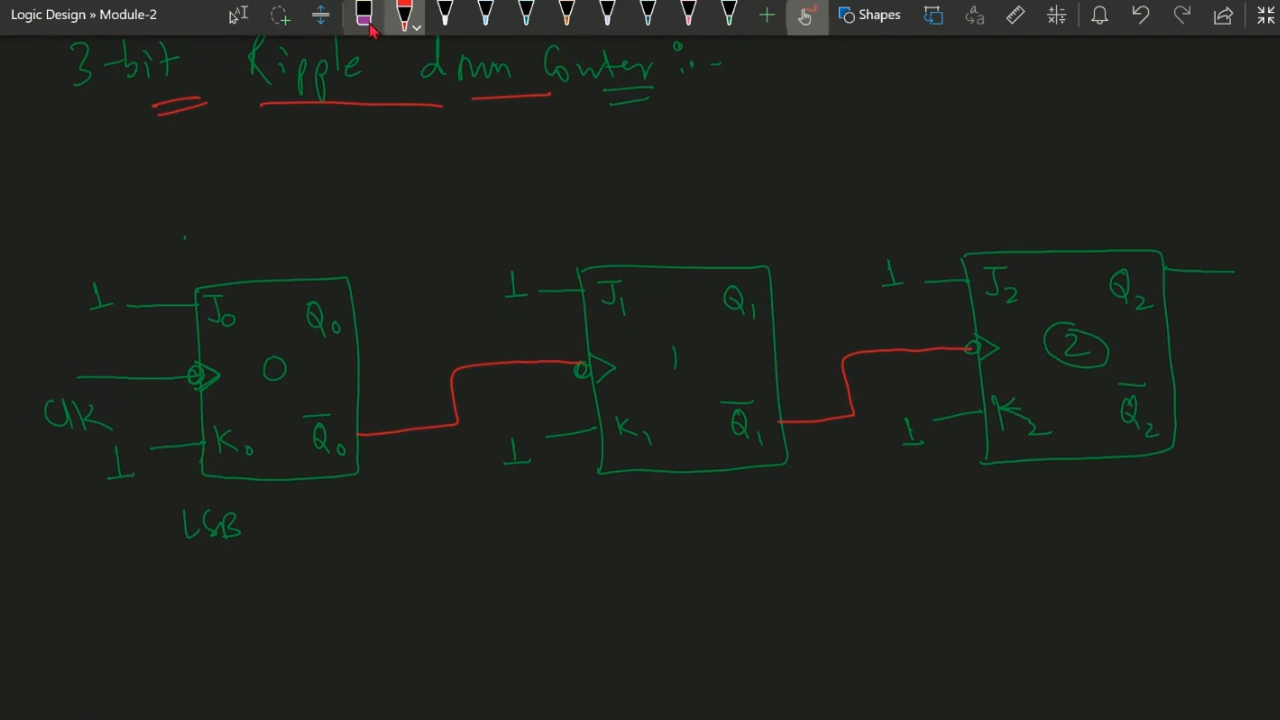 Logic Design » Module-2
Shapes
3-bit Ripple down Conter :-
1 J0 Q0 1 J1 Q1 1 J2 Q2
0 1 2
Clk
1 K0 Q̅0 1 K1 Q̅1 1 K2 Q̅2
LSB